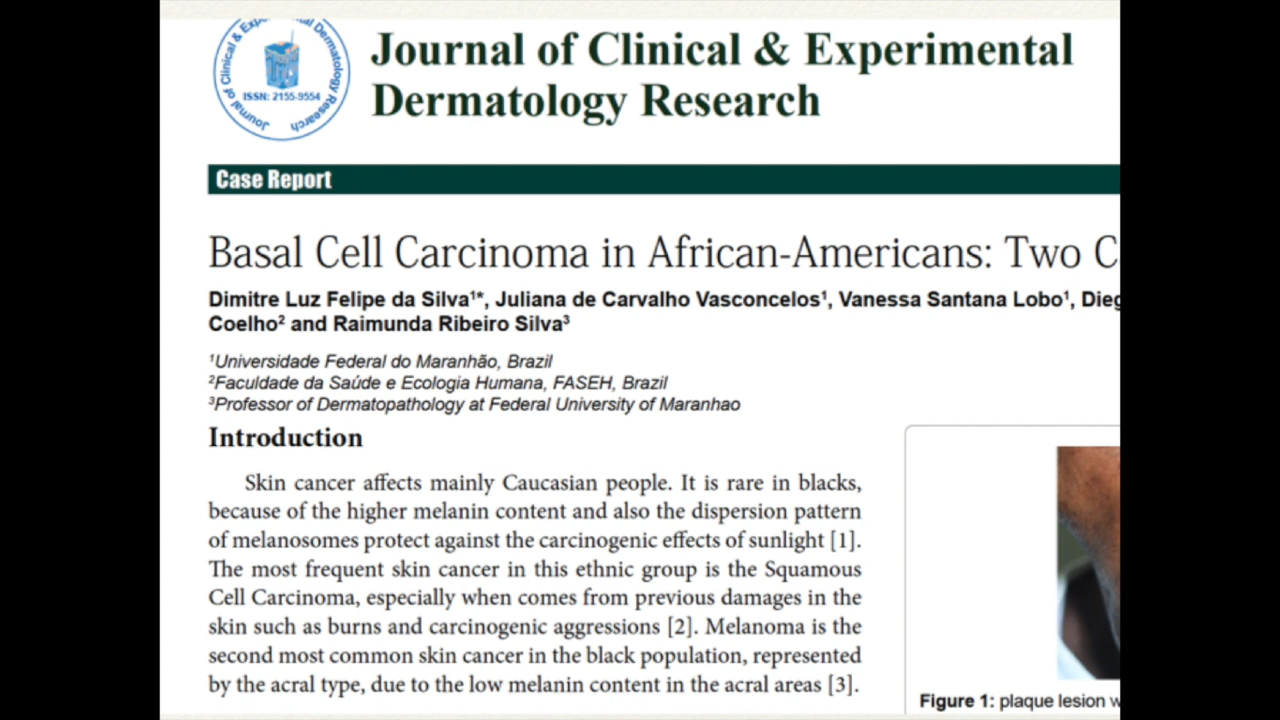 Journal of Clinical & Experimental Dermatology Research
ISSN: 2155-9554
Journal of Clinical & Experimental
Dermatology Research
Case Report
Basal Cell Carcinoma in African-Americans: Two C
Dimitre Luz Felipe da Silva¹*, Juliana de Carvalho Vasconcelos¹, Vanessa Santana Lobo¹, Dieg
Coelho² and Raimunda Ribeiro Silva³
¹Universidade Federal do Maranhão, Brazil
²Faculdade da Saúde e Ecologia Humana, FASEH, Brazil
³Professor of Dermatopathology at Federal University of Maranhao
Introduction
Skin cancer affects mainly Caucasian people. It is rare in blacks,
because of the higher melanin content and also the dispersion pattern
of melanosomes protect against the carcinogenic effects of sunlight [1].
The most frequent skin cancer in this ethnic group is the Squamous
Cell Carcinoma, especially when comes from previous damages in the
skin such as burns and carcinogenic aggressions [2]. Melanoma is the
second most common skin cancer in the black population, represented
by the acral type, due to the low melanin content in the acral areas [3].
Figure 1: plaque lesion w